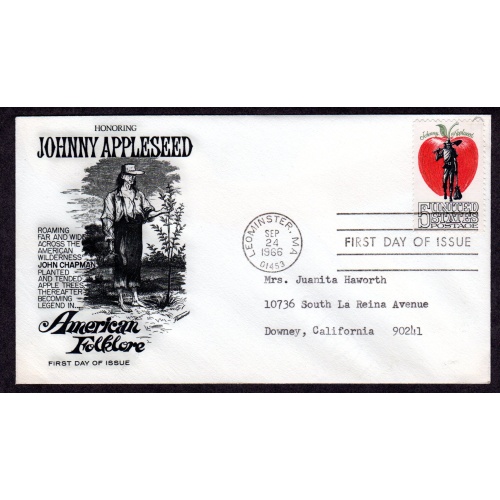 HONORING
JOHNNY APPLESEED
ROAMING
FAR AND WIDE
ACROSS THE
AMERICAN
WILDERNESS
JOHN CHAPMAN
PLANTED
AND TENDED
APPLE TREES,
THEREAFTER
BECOMING
LEGEND IN...
American
Folklore
FIRST DAY OF ISSUE
Johnny Appleseed
5¢ UNITED
STATES
POSTAGE
LEOMINSTER, MA
SEP
24
1966
01453
FIRST DAY OF ISSUE
Mrs. Juanita Haworth
10736 South La Reina Avenue
Downey, California 90241